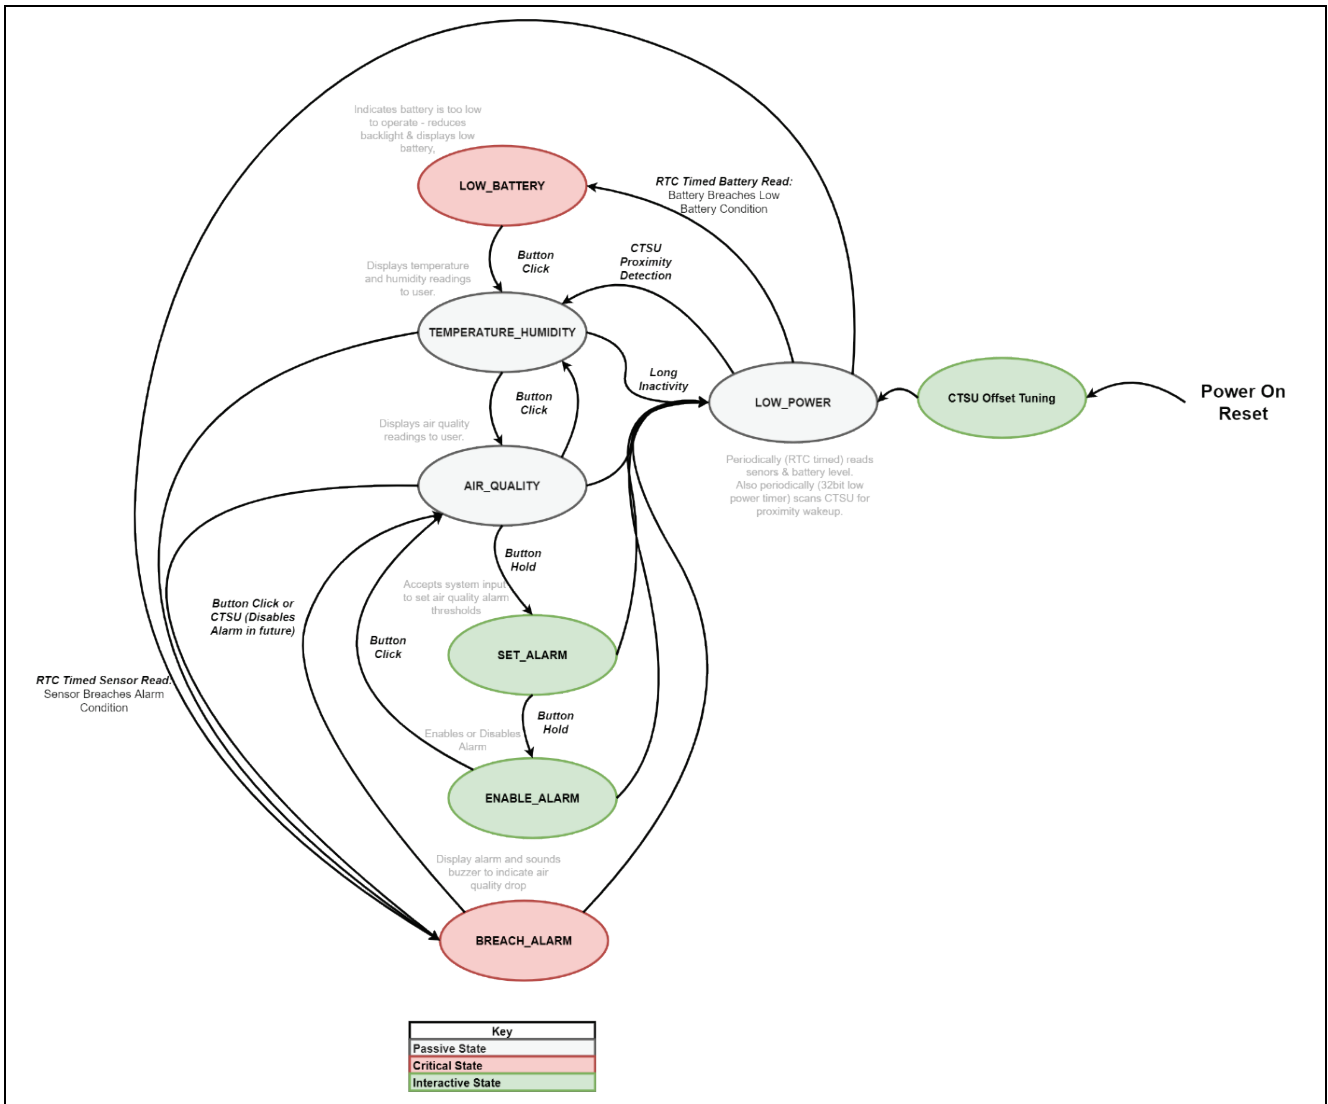 Indicates battery is too low
to operate - reduces
backlight & displays low
battery,
LOW_BATTERY
RTC Timed Battery Read:
Battery Breaches Low
Battery Condition
Button
Click
CTSU
Proximity
Detection
Displays temperature
and humidity readings
to user.
TEMPERATURE_HUMIDITY
Long
Inactivity
LOW_POWER
CTSU Offset Tuning
Power On
Reset
Button
Click
Displays air quality
readings to user.
Periodically (RTC timed) reads
senors & battery level.
Also periodically (32bit low
power timer) scans CTSU for
proximity wakeup.
AIR_QUALITY
Button
Hold
Accepts system input
to set air quality alarm
thresholds
Button Click or
CTSU (Disables
Alarm in future)
Button
Click
SET_ALARM
RTC Timed Sensor Read:
Sensor Breaches Alarm
Condition
Button
Hold
Enables or Disables
Alarm
ENABLE_ALARM
Display alarm and sounds
buzzer to indicate air
quality drop
BREACH_ALARM
Key
Passive State
Critical State
Interactive State